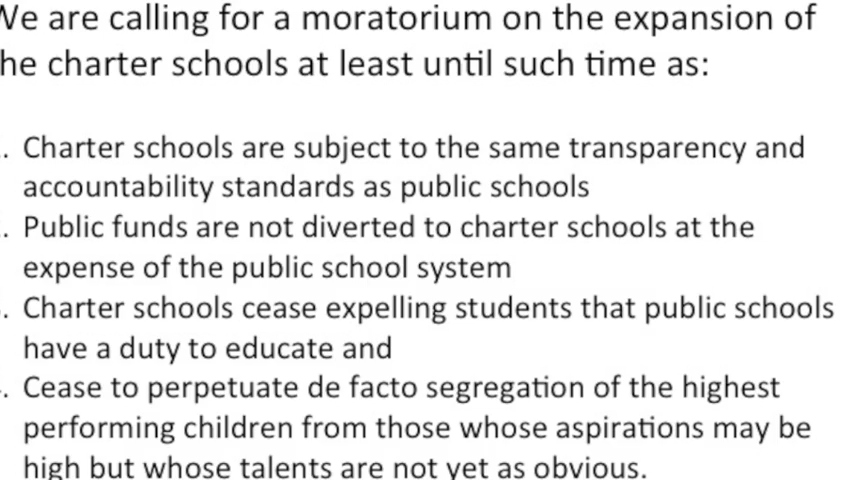 We are calling for a moratorium on the expansion of
he charter schools at least until such time as:
. Charter schools are subject to the same transparency and
accountability standards as public schools
. Public funds are not diverted to charter schools at the
expense of the public school system
. Charter schools cease expelling students that public schools
have a duty to educate and
. Cease to perpetuate de facto segregation of the highest
performing children from those whose aspirations may be
high but whose talents are not yet as obvious.